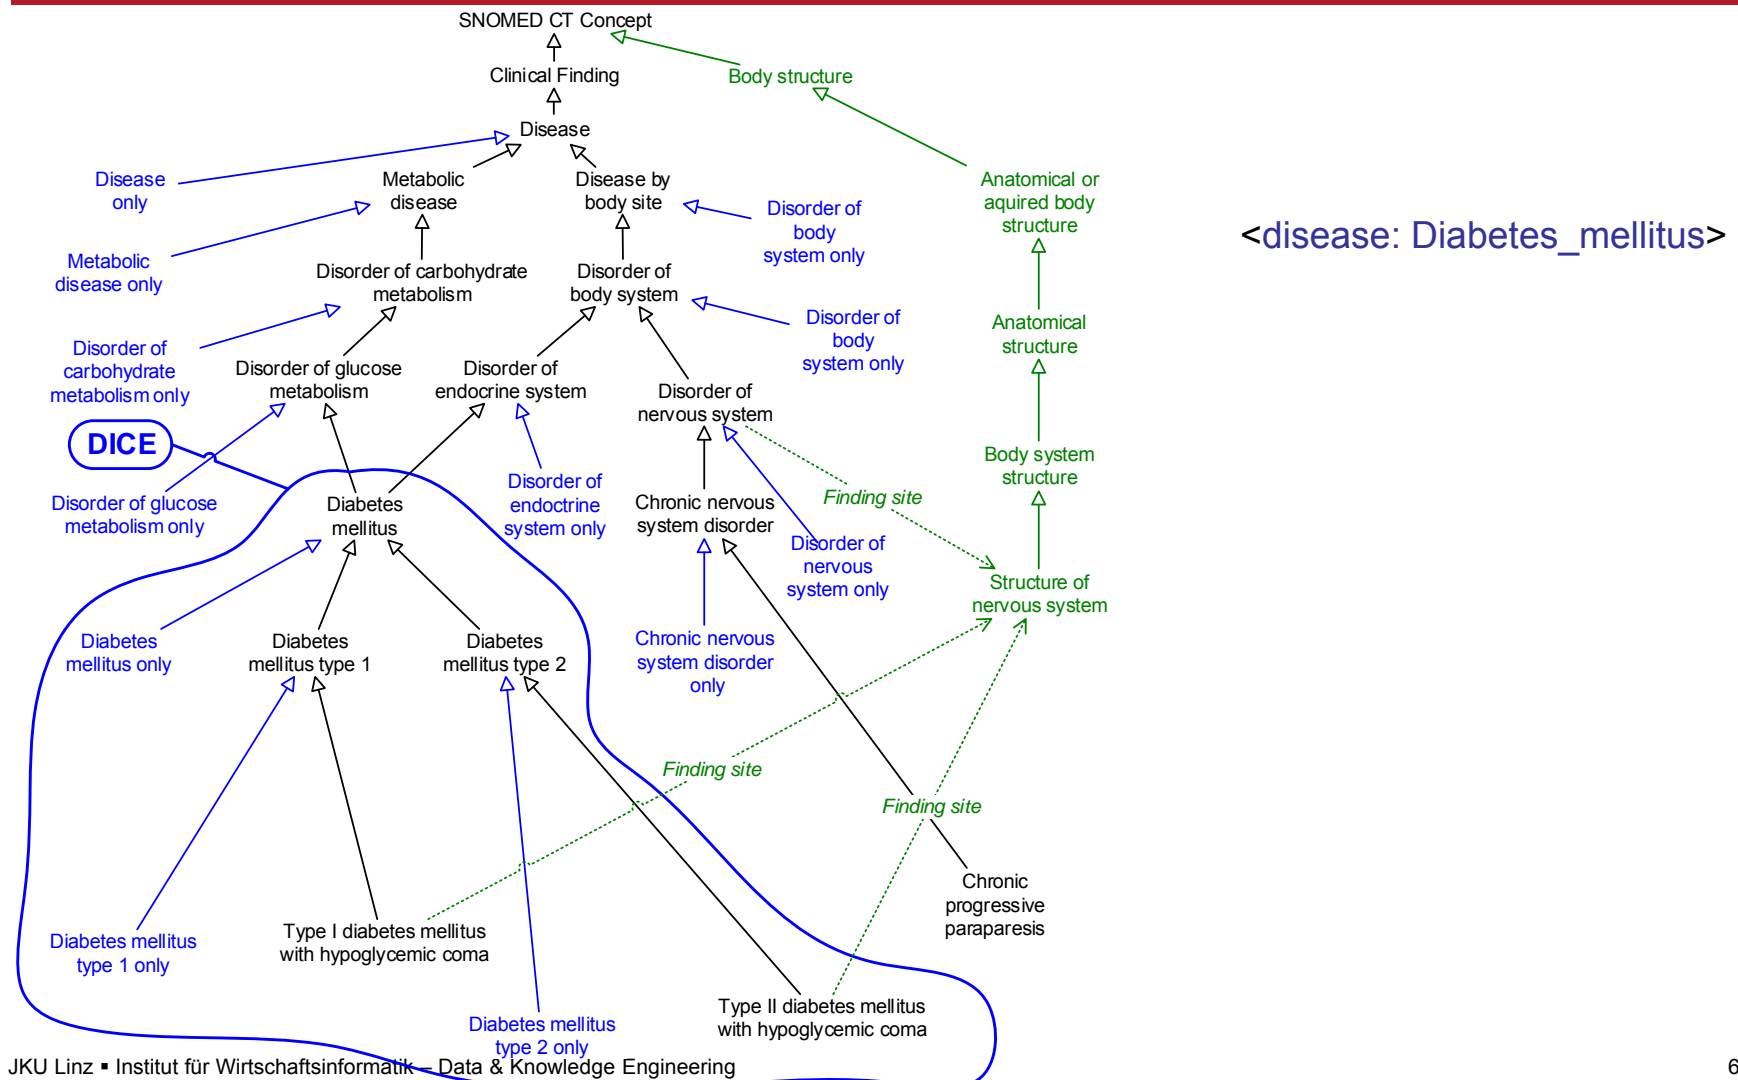 SNOMED CT Concept
Clinical Finding
Body structure
Disease
Disease
only
Metabolic
disease
Disease by
body site
Anatomical or
aquired body
structure
Disorder of
body
system only
<disease: Diabetes_mellitus>
Metabolic
disease only
Disorder of carbohydrate
metabolism
Disorder of
body system
Disorder of
body
system only
Anatomical
structure
Disorder of
carbohydrate
metabolism only
Disorder of glucose
metabolism
Disorder of
endocrine system
Disorder of
nervous system
DICE
Body system
structure
Disorder of glucose
metabolism only
Diabetes
mellitus
Disorder of
endoctrine
system only
Chronic nervous
system disorder
Finding site
Disorder of
nervous
system only
Structure of
nervous system
Diabetes
mellitus only
Diabetes
mellitus type 1
Diabetes
mellitus type 2
Chronic nervous
system disorder
only
Finding site
Finding site
Chronic
progressive
paraparesis
Diabetes mellitus
type 1 only
Type I diabetes mellitus
with hypoglycemic coma
Diabetes mellitus
type 2 only
Type II diabetes mellitus
with hypoglycemic coma
JKU Linz ▪ Institut für Wirtschaftsinformatik – Data & Knowledge Engineering
6